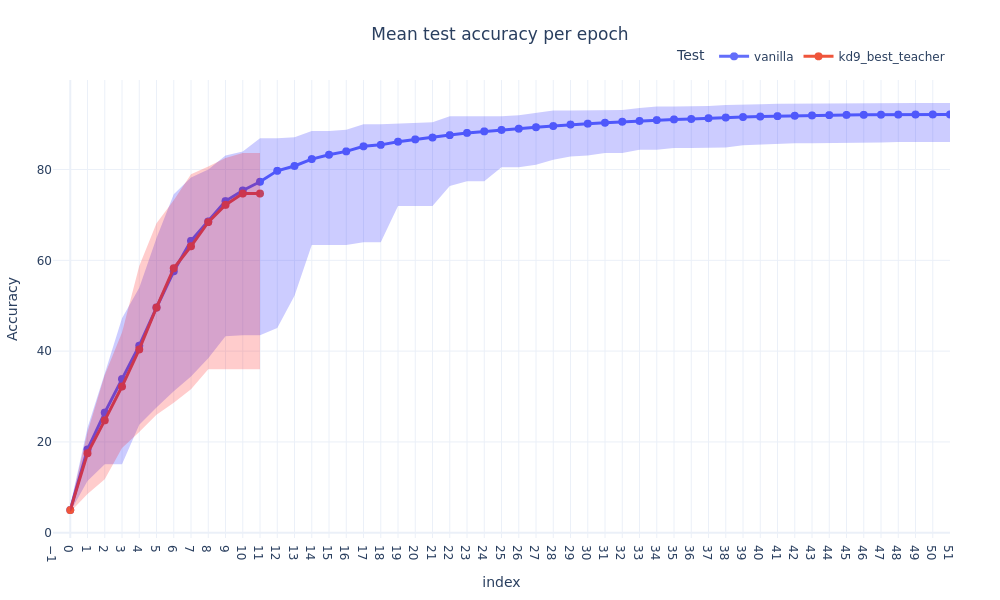 Mean test accuracy per epoch
Test vanilla kd9_best_teacher
Accuracy
80
60
40
20
0
−1 0 1 2 3 4 5 6 7 8 9 10 11 12 13 14 15 16 17 18 19 20 21 22 23 24 25 26 27 28 29 30 31 32 33 34 35 36 37 38 39 40 41 42 43 44 45 46 47 48 49 50 51
index